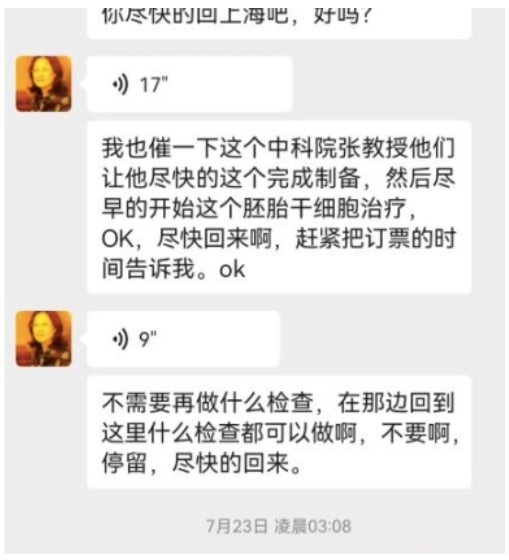 你尽快的回上海吧，好吗？
17"
我也催一下这个中科院张教授他们
让他尽快的这个完成制备，然后尽
早的开始这个胚胎干细胞治疗，
OK，尽快回来啊，赶紧把订票的时
间告诉我。ok
9"
不需要再做什么检查，在那边回到
这里什么检查都可以做啊，不要啊，
停留，尽快的回来。
7月23日 凌晨03:08